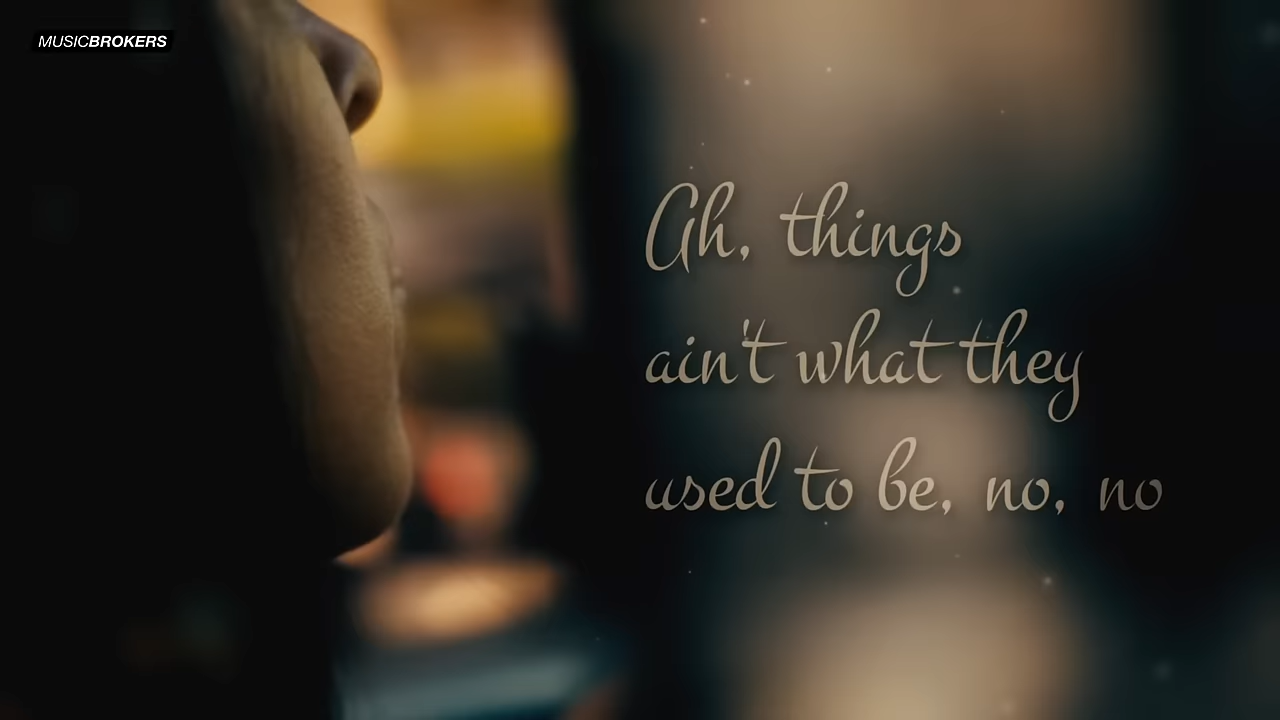 MUSICBROKERS
Ah, things
ain't what they
used to be, no, no